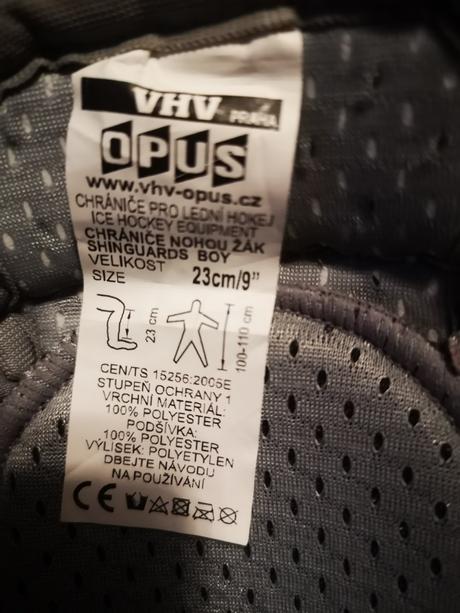 VHV PRAHA
OPUS
www.vhv-opus.cz
CHRÁNIČE PRO LEDNÍ HOKEJ
ICE HOCKEY EQUIPMENT
CHRÁNIČE NOHOU ŽÁK
SHINGUARDS BOY
VELIKOST
SIZE 23cm/9"
23 cm
100-110 cm
CEN/TS 15256:2005E
STUPEŇ OCHRANY 1
VRCHNÍ MATERIÁL:
100% POLYESTER
PODŠÍVKA:
100% POLYESTER
VÝLISEK: POLYETYLEN
DBEJTE NÁVODU
NA POUŽÍVÁNÍ
CE